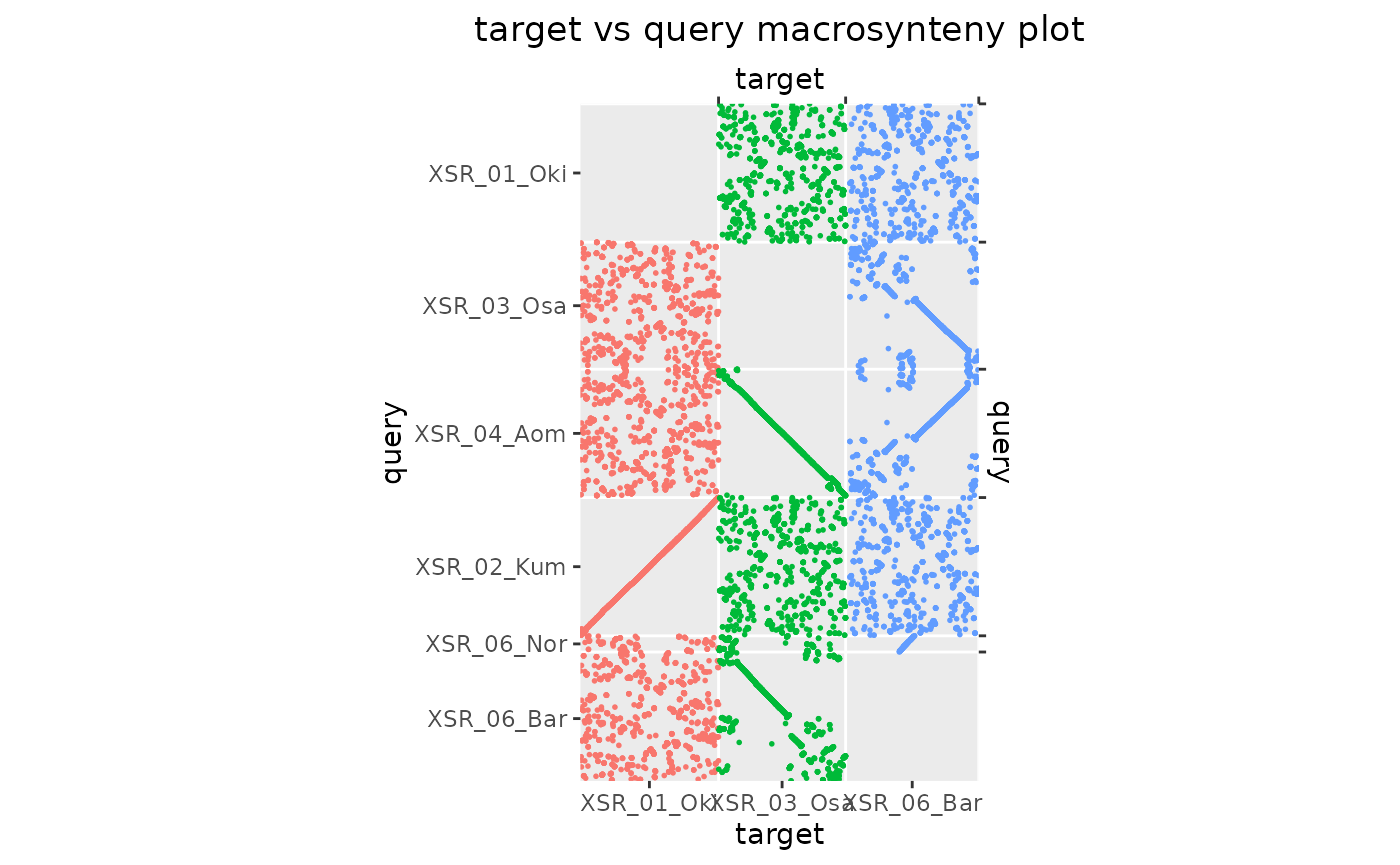 target vs query macrosynteny plot
target
XSR_01_Oki
XSR_03_Osa
XSR_04_Aom
XSR_02_Kum
XSR_06_Nor
XSR_06_Bar
query
query
XSR_01_Oki
XSR_03_Osa
XSR_06_Bar
target